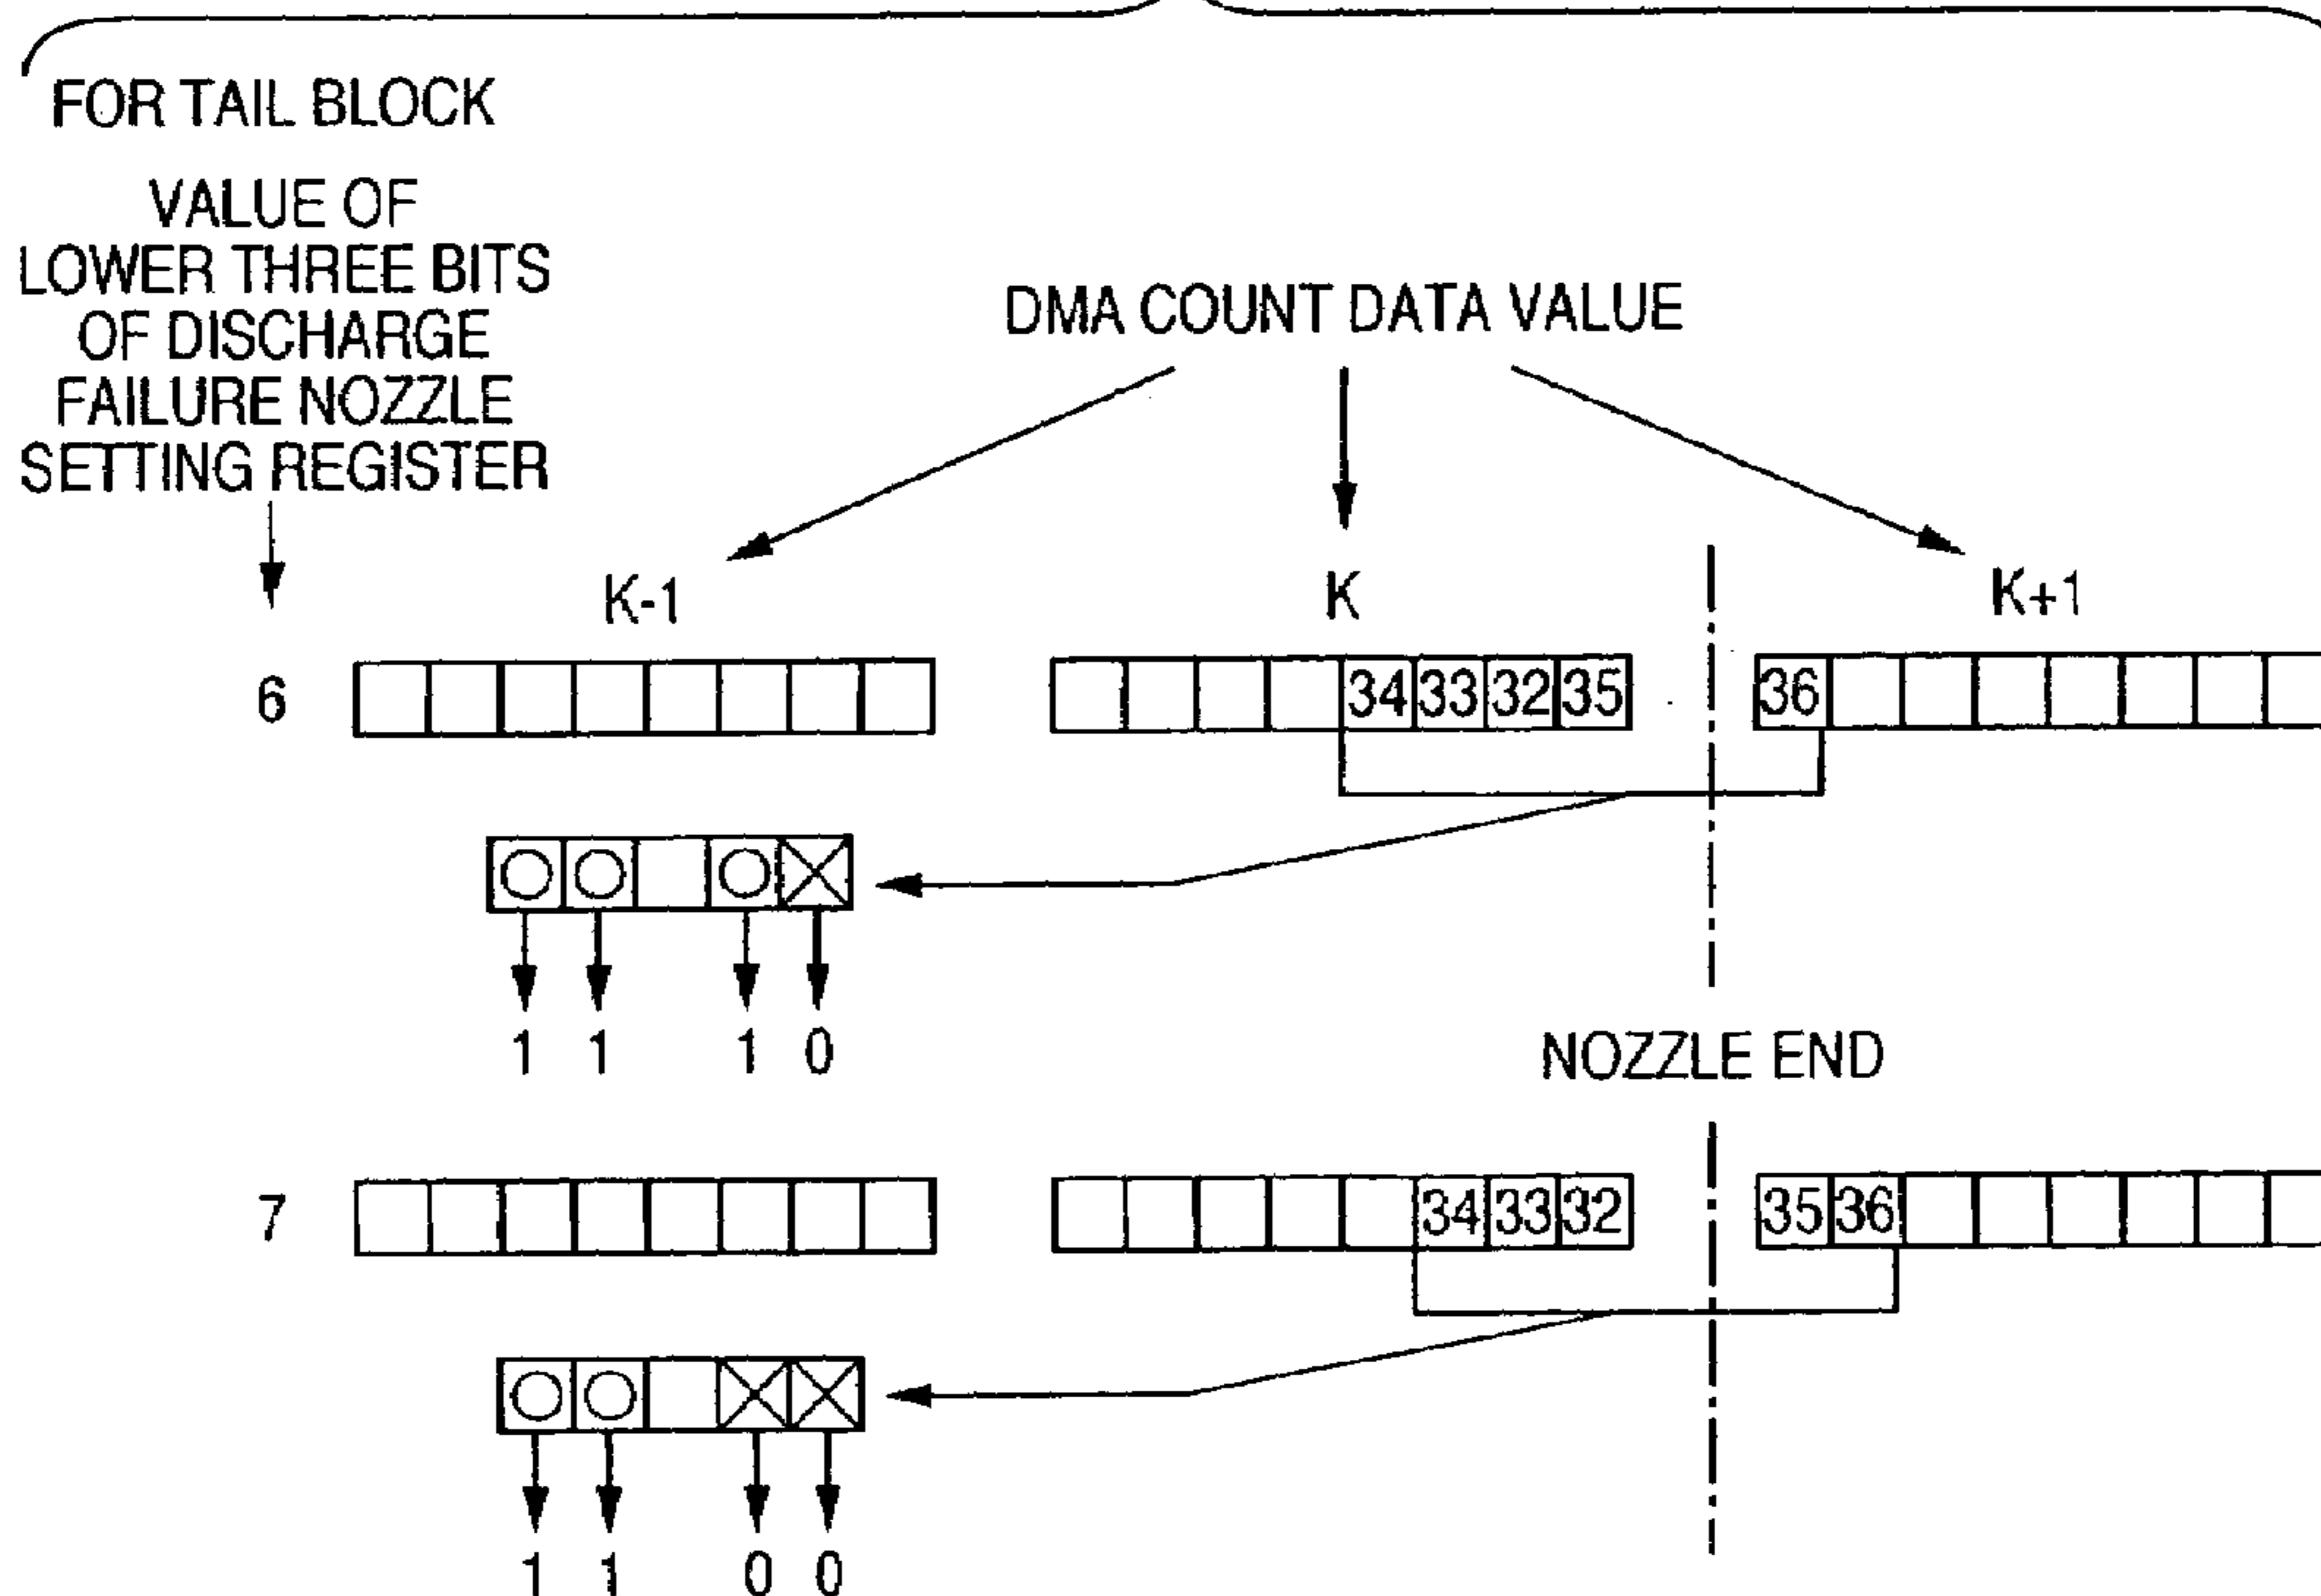 FOR TAIL BLOCK
VALUE OF
LOWER THREE BITS
OF DISCHARGE
FAILURE NOZZLE
SETTING REGISTER
DMA COUNT DATA VALUE
K-1 K K+1
6 34 33 32 35 36
1 1 1 0
NOZZLE END
7 34 33 32 35 36
1 1 0 0